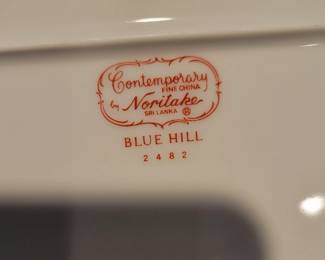 Contemporary
FINE CHINA
by Noritake
SRI LANKA ®
BLUE HILL
2482